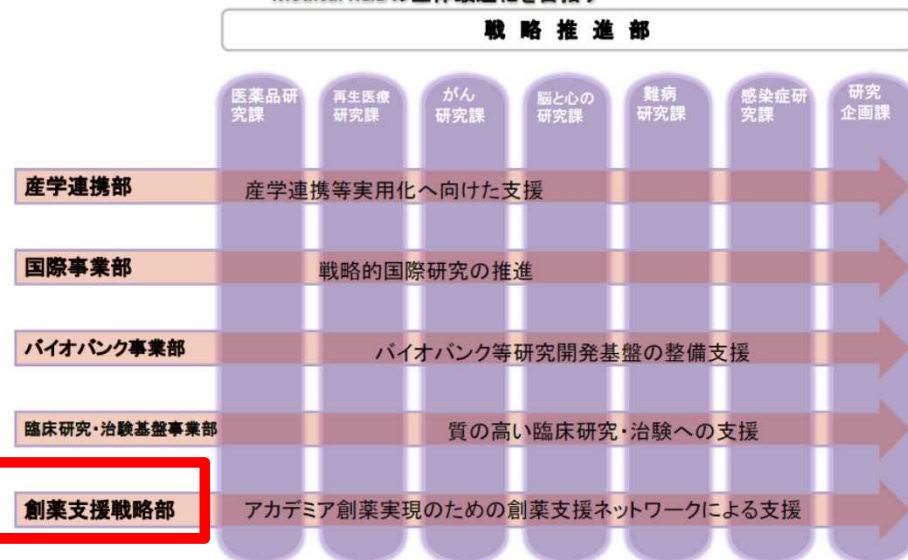 戦略推進部
医薬品研
究課
再生医療
研究課
がん
研究課
脳と心の
研究課
難病
研究課
感染症研
究課
研究
企画課
産学連携部
産学連携等実用化へ向けた支援
国際事業部
戦略的国際研究の推進
バイオバンク事業部
バイオバンク等研究開発基盤の整備支援
臨床研究・治験基盤事業部
質の高い臨床研究・治験への支援
創薬支援戦略部
アカデミア創薬実現のための創薬支援ネットワークによる支援